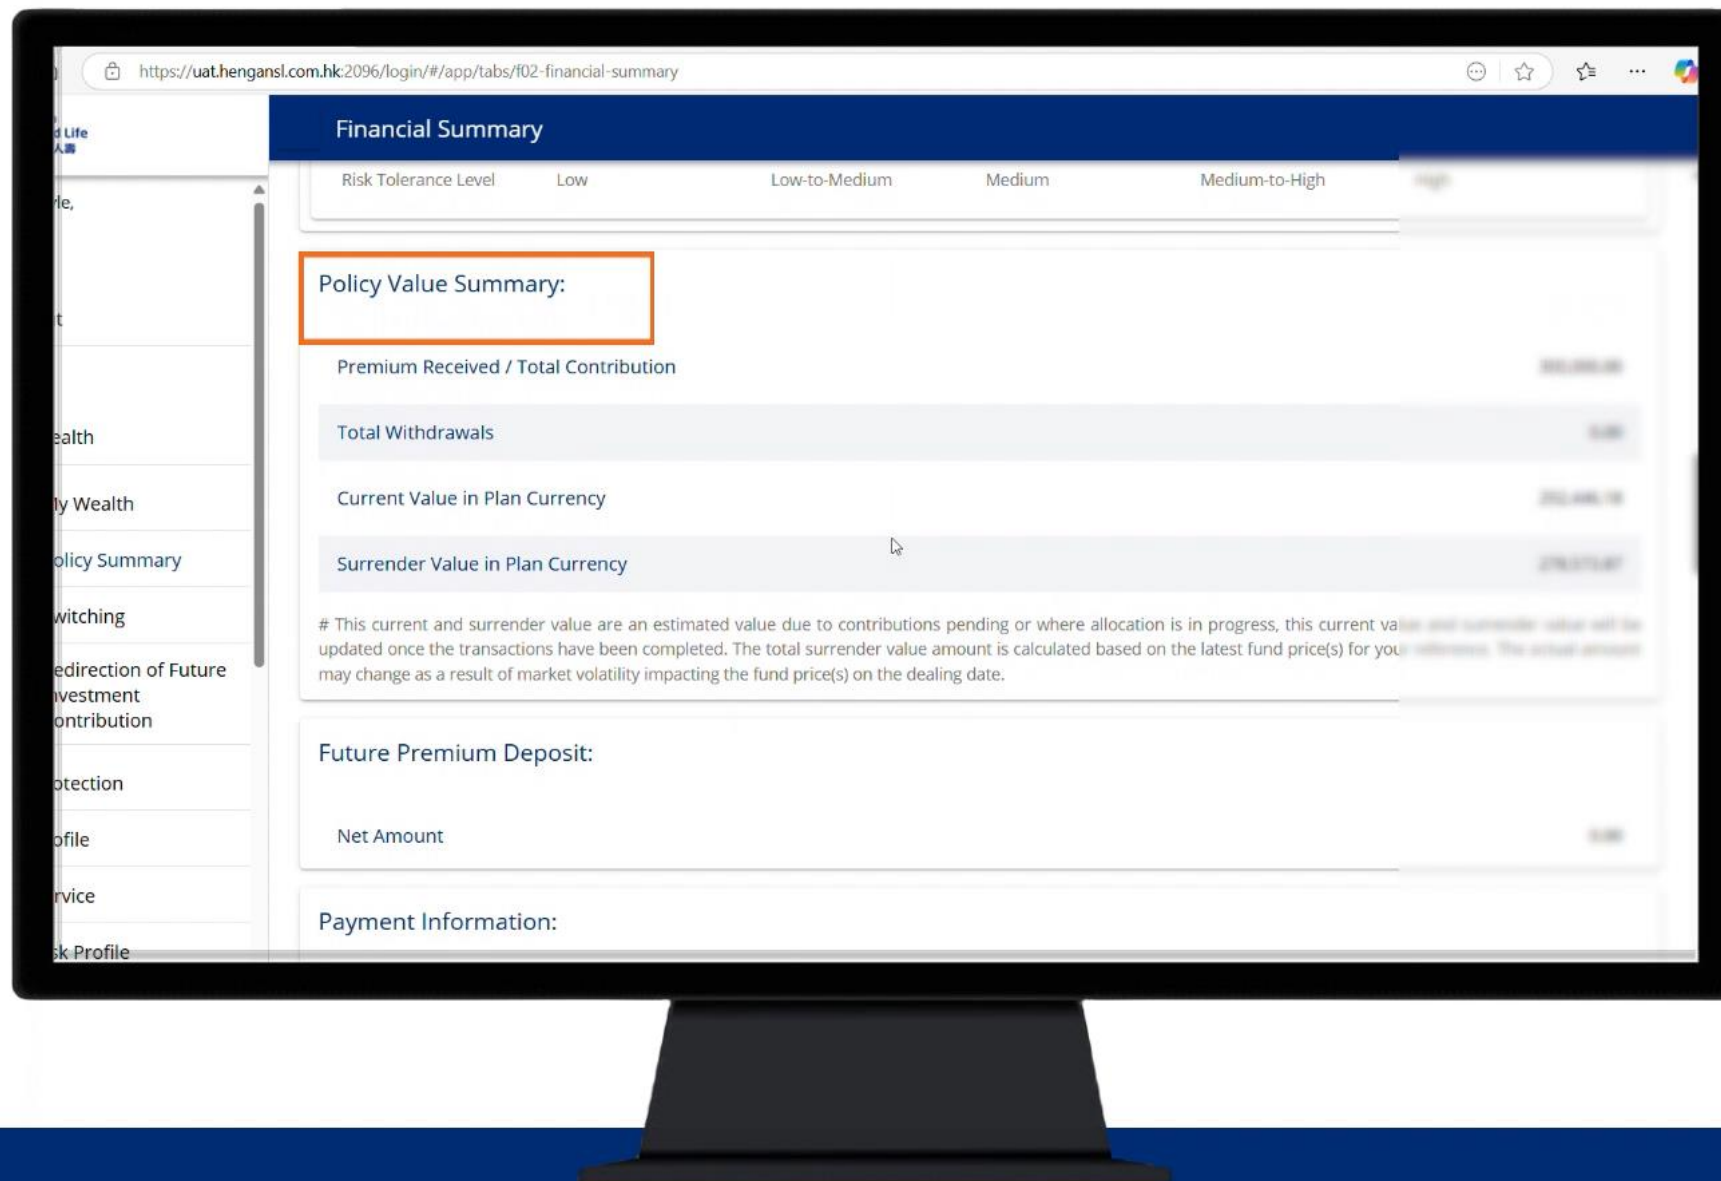 https://uat.hengansl.com.hk:2096/login/#/app/tabs/f02-financial-summary
d Life
人壽
Financial Summary
Risk Tolerance Level Low Low-to-Medium Medium Medium-to-High
Policy Value Summary:
Premium Received / Total Contribution
Total Withdrawals
Current Value in Plan Currency
Surrender Value in Plan Currency
# This current and surrender value are an estimated value due to contributions pending or where allocation is in progress, this current
updated once the transactions have been completed. The total surrender value amount is calculated based on the latest fund price(s) for
may change as a result of market volatility impacting the fund price(s) on the dealing date.
Future Premium Deposit:
Net Amount
Payment Information:
le,
t
ealth
ly Wealth
olicy Summary
witching
edirection of Future
nvestment
ontribution
otection
ofile
rvice
sk Profile